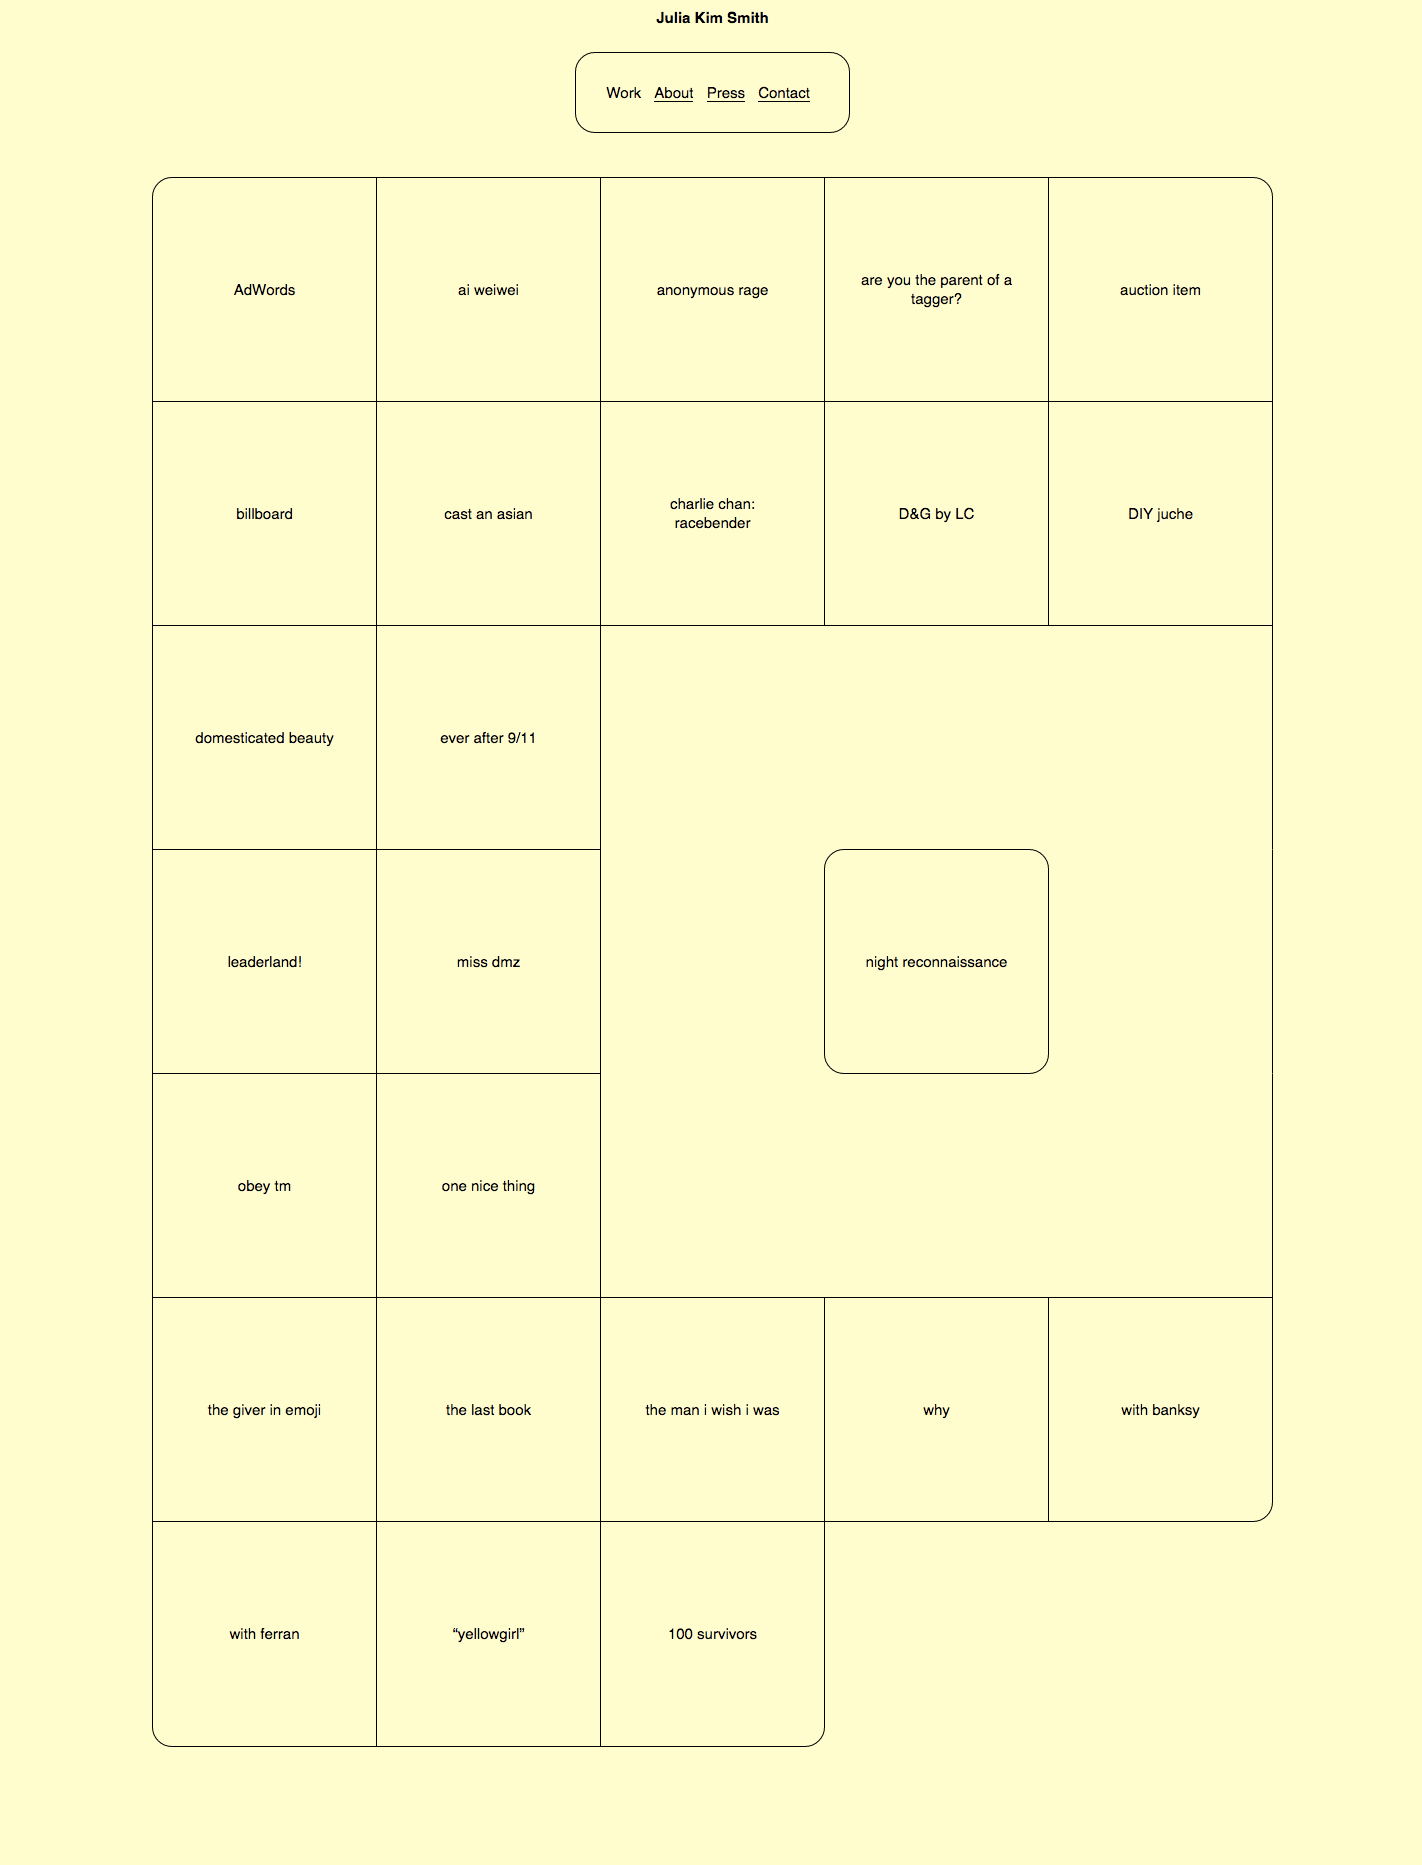 Julia Kim Smith
Work About Press Contact
AdWords
ai weiwei
anonymous rage
are you the parent of a
tagger?
auction item
billboard
cast an asian
charlie chan:
racebender
D&G by LC
DIY juche
domesticated beauty
ever after 9/11
leaderland!
miss dmz
night reconnaissance
obey tm
one nice thing
the giver in emoji
the last book
the man i wish i was
why
with banksy
with ferran
“yellowgirl”
100 survivors